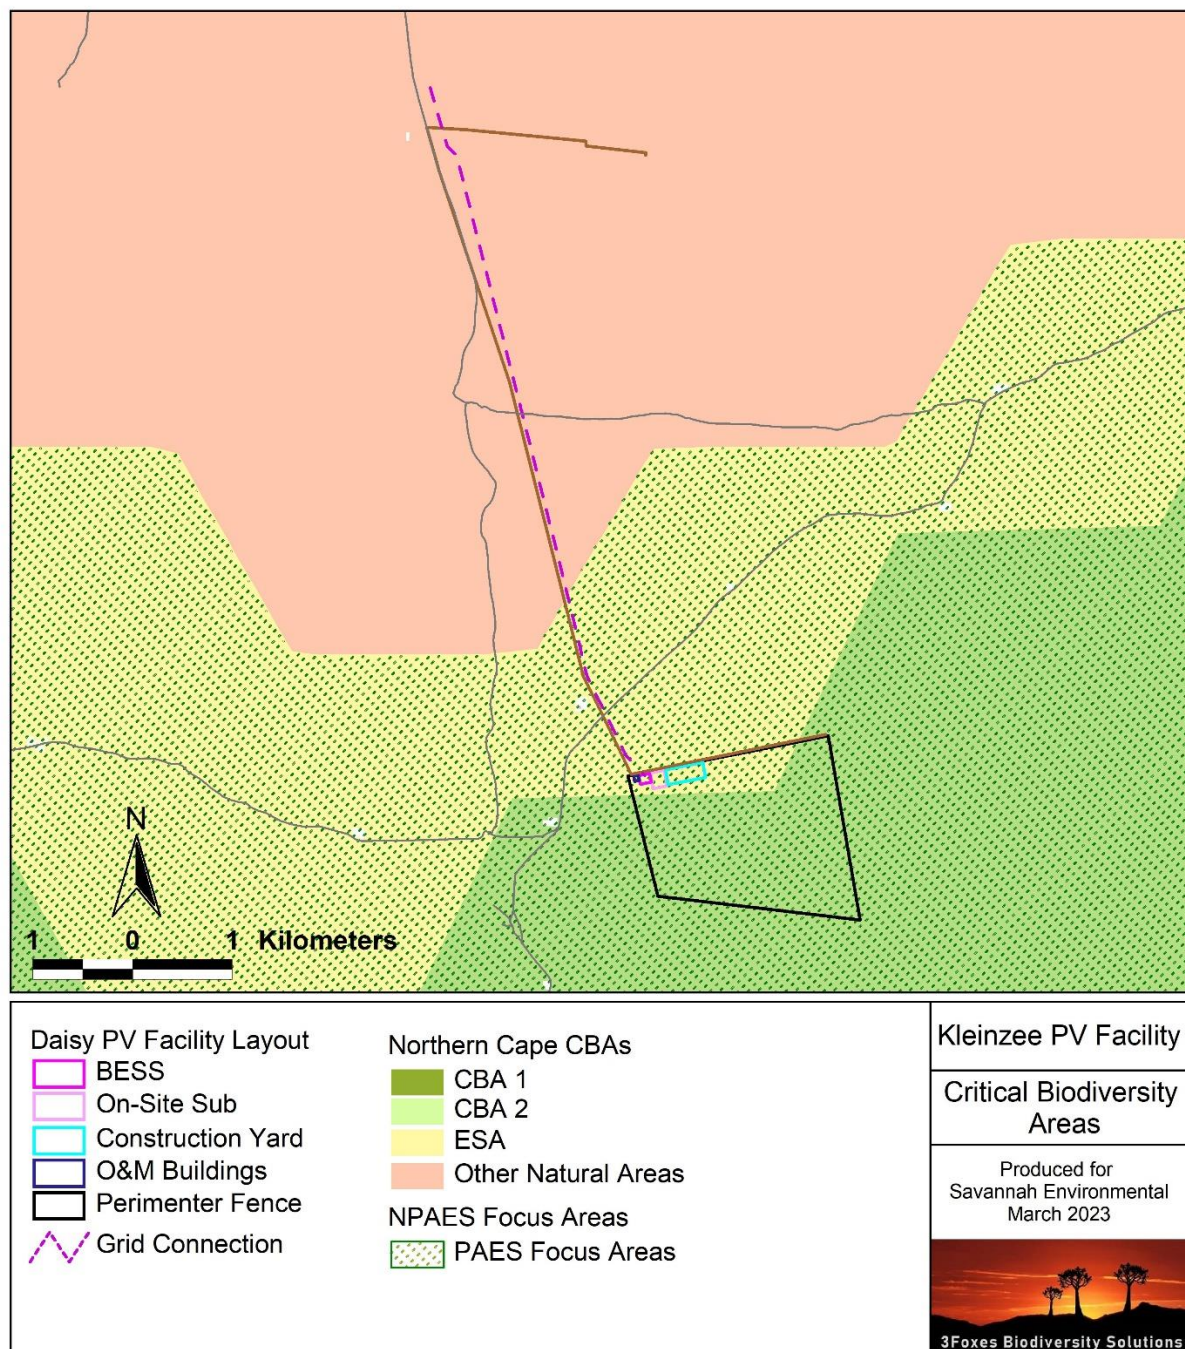 N
1 0 1 Kilometers
Daisy PV Facility Layout
BESS
On-Site Sub
Construction Yard
O&M Buildings
Perimenter Fence
Grid Connection
Northern Cape CBAs
CBA 1
CBA 2
ESA
Other Natural Areas
NPAES Focus Areas
PAES Focus Areas
Kleinzee PV Facility
Critical Biodiversity
Areas
Produced for
Savannah Environmental
March 2023
3Foxes Biodiversity Solutions